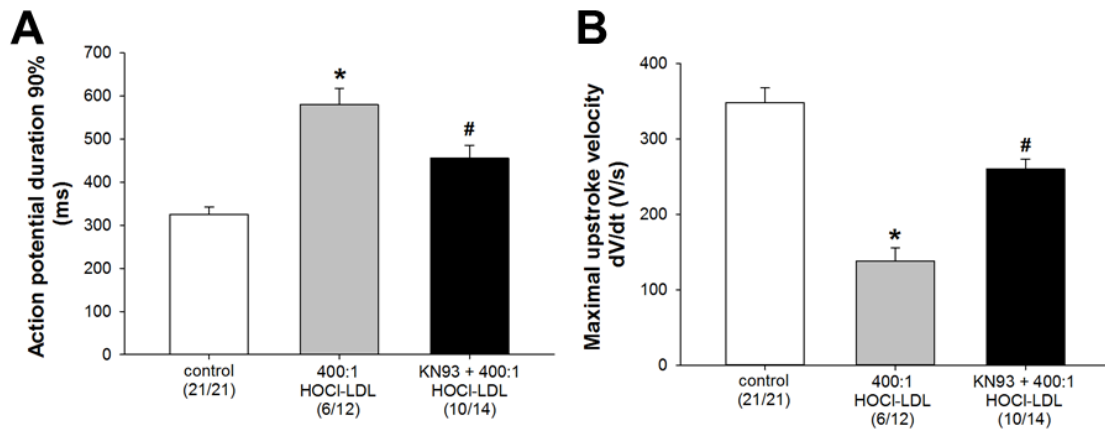 A
Action potential duration 90%
(ms)
700
600
500
400
300
200
100
0
*
#
control
(21/21)
400:1
HOCl-LDL
(6/12)
KN93 + 400:1
HOCl-LDL
(10/14)
B
Maximal upstroke velocity
dV/dt (V/s)
400
300
200
100
0
*
#
control
(21/21)
400:1
HOCl-LDL
(6/12)
KN93 + 400:1
HOCl-LDL
(10/14)